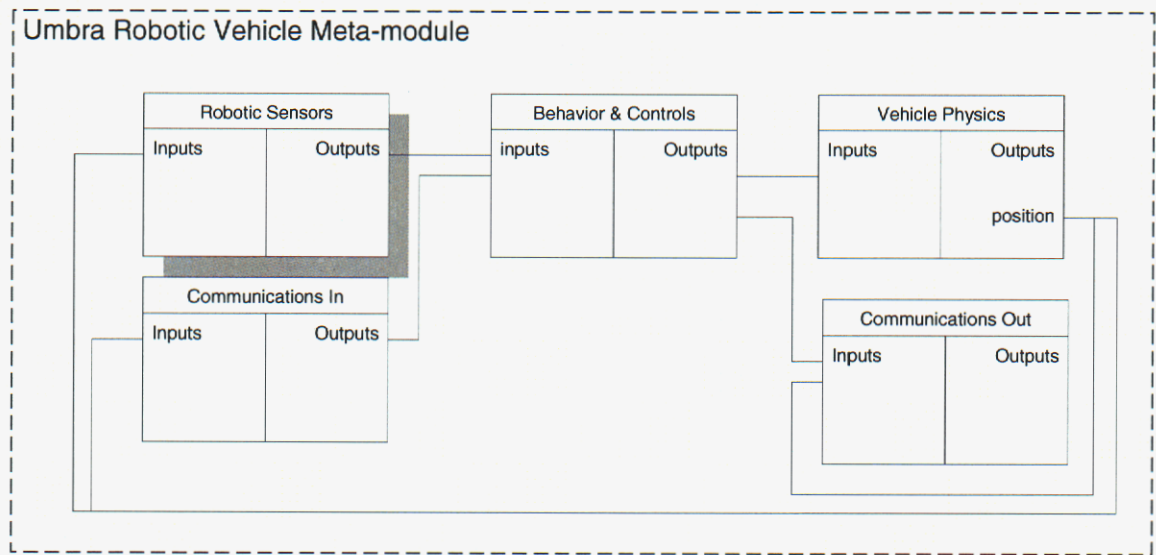 Umbra Robotic Vehicle Meta-module
Robotic Sensors
Inputs Outputs
Behavior & Controls
inputs Outputs
Vehicle Physics
Inputs Outputs
position
Communications In
Inputs Outputs
Communications Out
Inputs Outputs